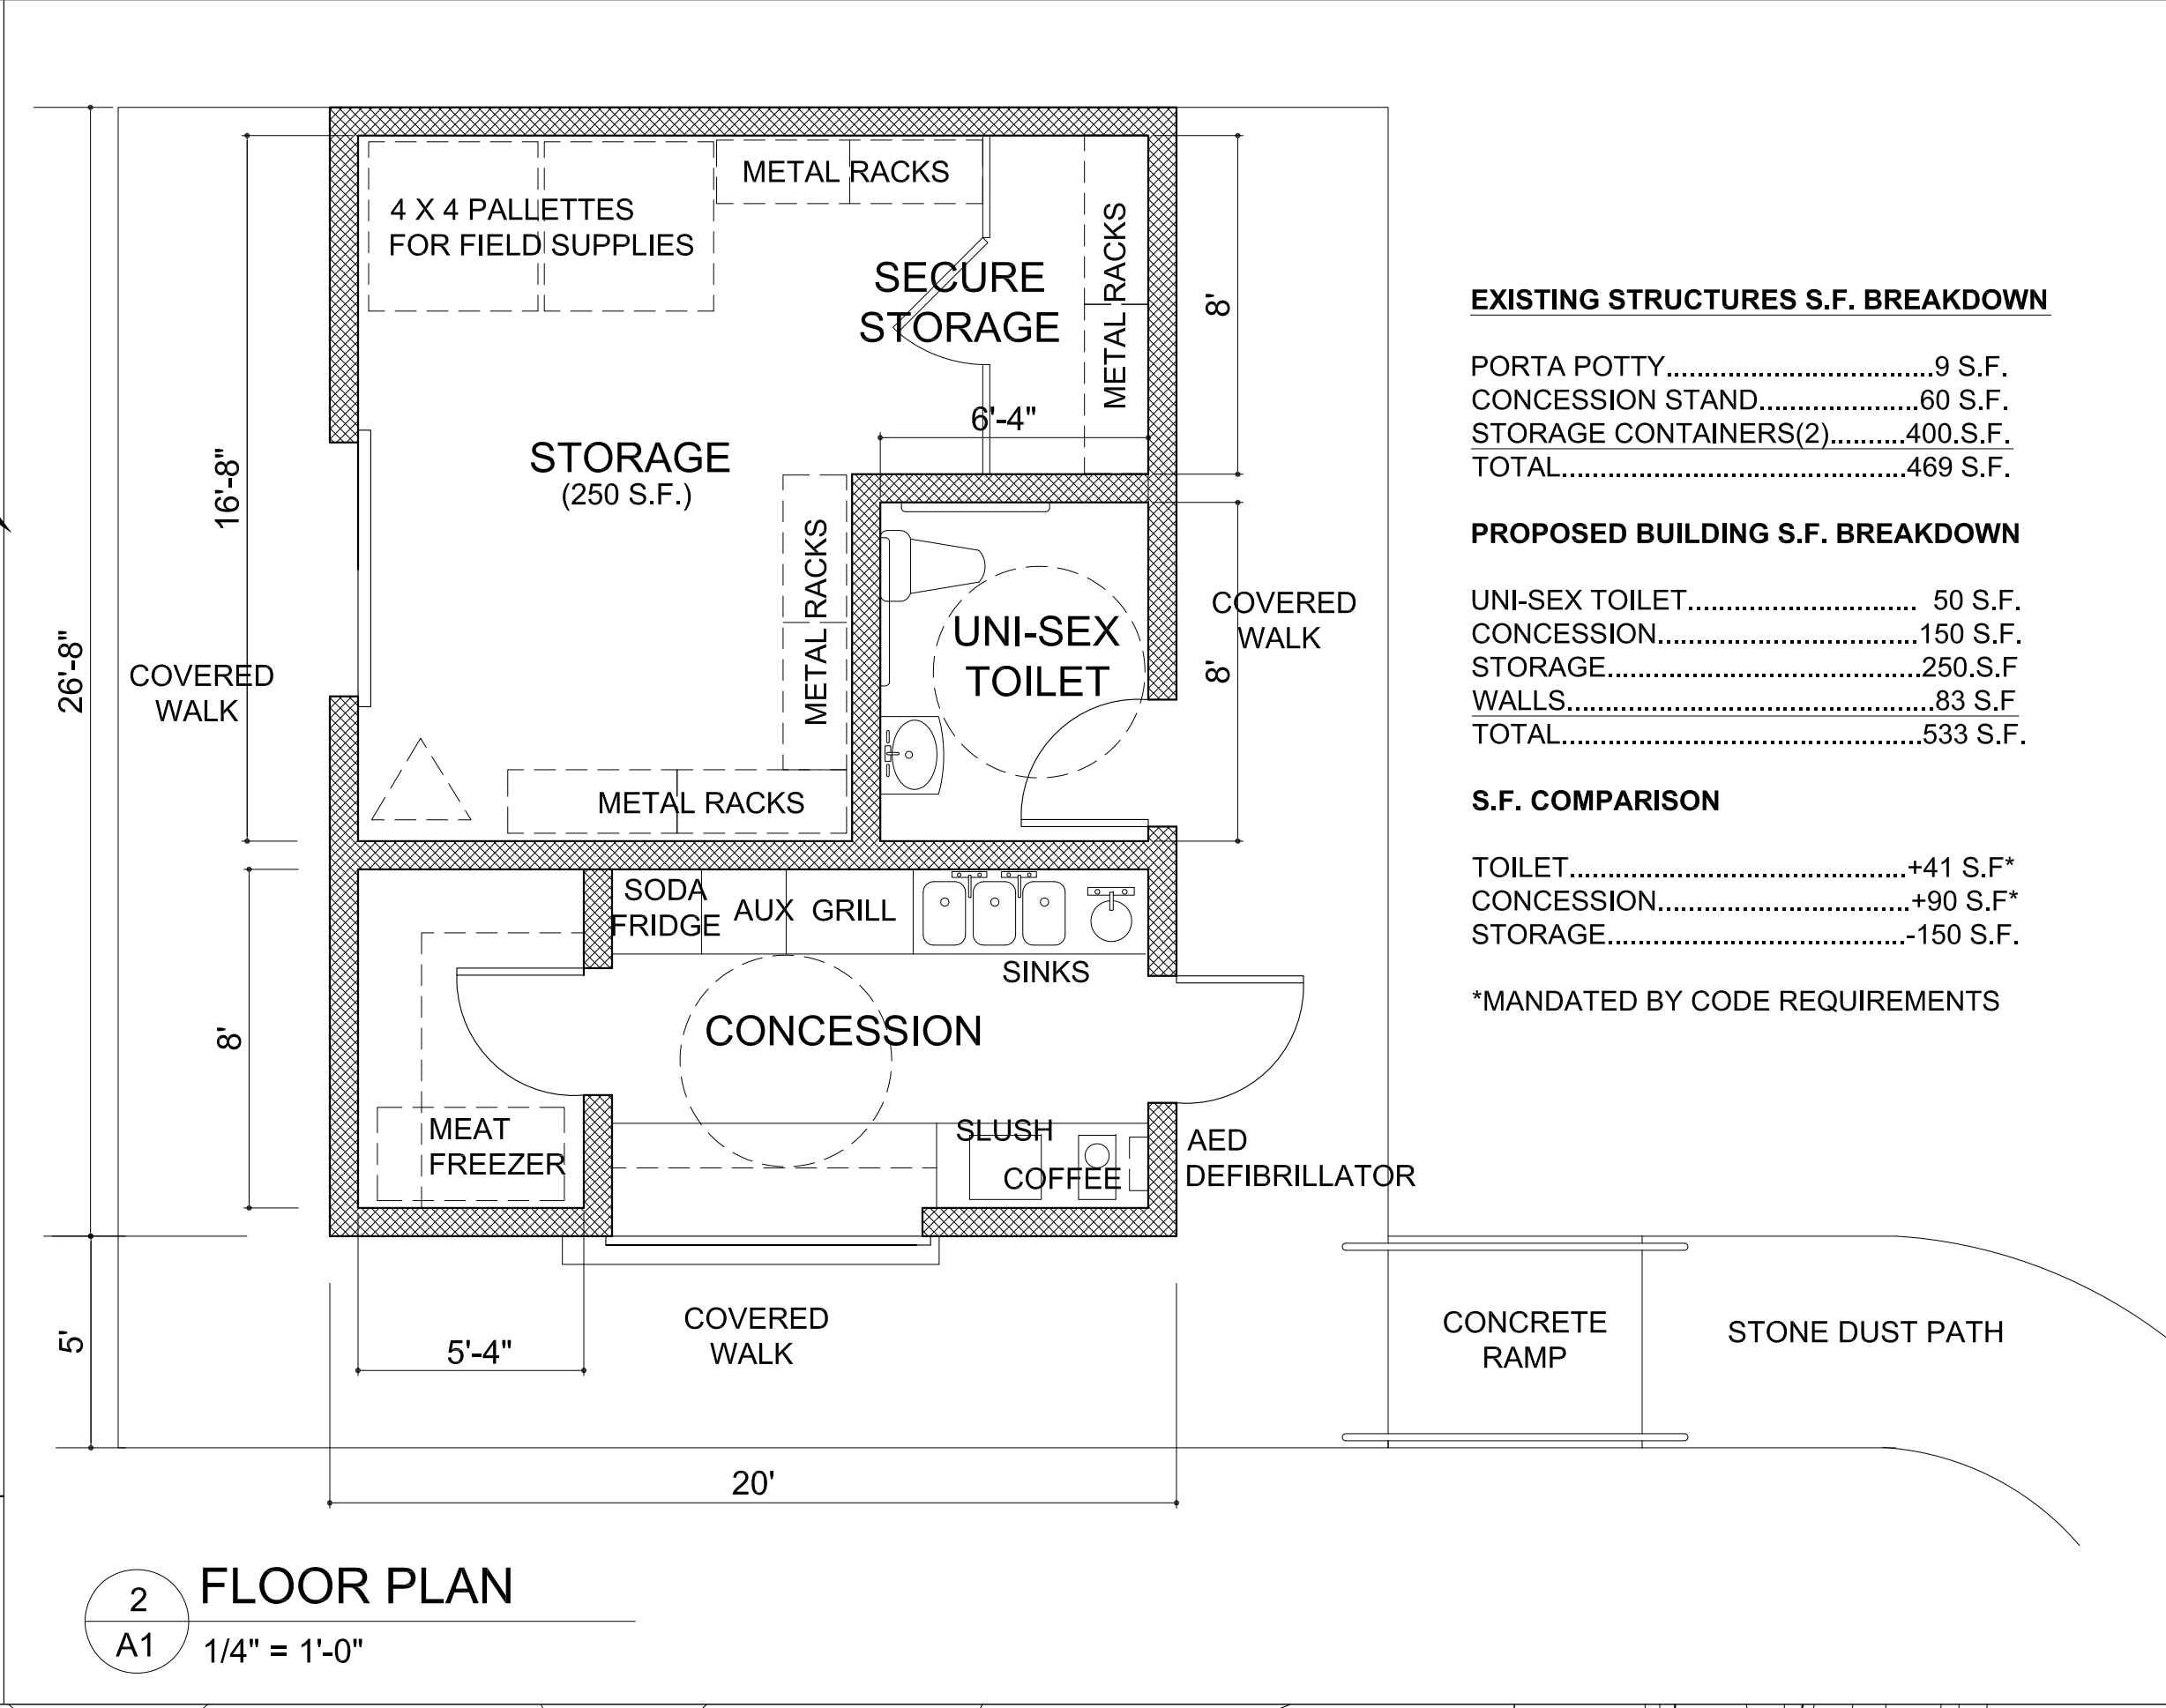 METAL RACKS
4 X 4 PALLETTES
FOR FIELD SUPPLIES
SECURE
STORAGE
METAL RACKS
METAL RACKS
8'
6'-4"
STORAGE
(250 S.F.)
16'-8"
26'-8"
METAL RACKS
METAL RACKS
UNI-SEX
TOILET
COVERED
WALK
8'
COVERED
WALK
METAL RACKS
SODA
FRIDGE
AUX
GRILL
SINKS
CONCESSION
8'
MEAT
FREEZER
SLUSH
COFFEE
AED
DEFIBRILLATOR
COVERED
WALK
5'-4"
5'
20'
CONCRETE
RAMP
STONE DUST PATH
EXISTING STRUCTURES S.F. BREAKDOWN
PORTA POTTY..................................9 S.F.
CONCESSION STAND.....................60 S.F.
STORAGE CONTAINERS(2)..........400.S.F.
TOTAL.............................................469 S.F.
PROPOSED BUILDING S.F. BREAKDOWN
UNI-SEX TOILET.............................. 50 S.F.
CONCESSION..................................150 S.F.
STORAGE.........................................250.S.F
WALLS................................................83 S.F
TOTAL...............................................533 S.F.
S.F. COMPARISON
TOILET............................................+41 S.F*
CONCESSION.................................+90 S.F*
STORAGE.......................................-150 S.F.
*MANDATED BY CODE REQUIREMENTS
2
A1
FLOOR PLAN
1/4" = 1'-0"